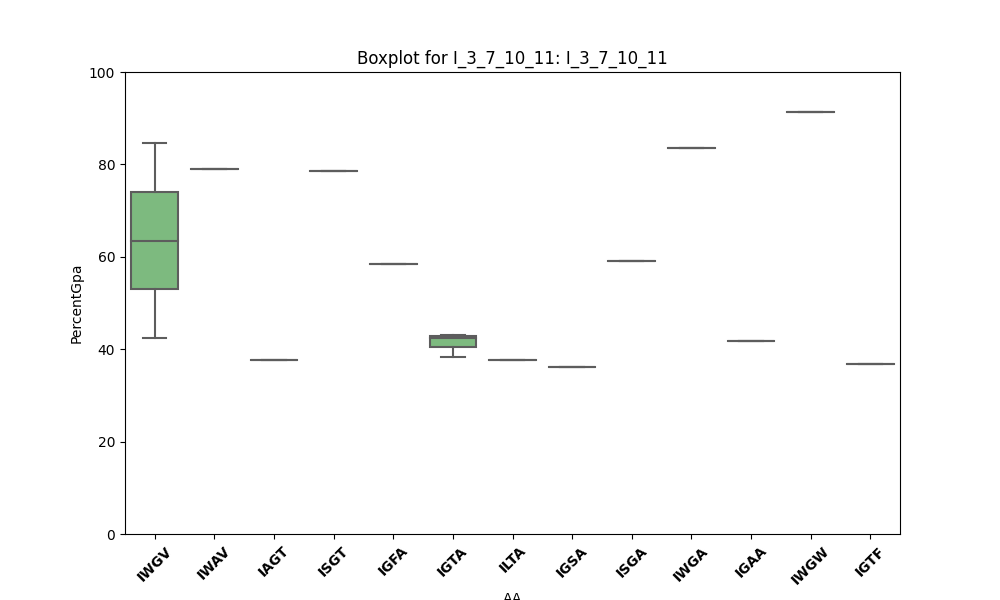 Boxplot for I_3_7_10_11: I_3_7_10_11
100
80
60
40
20
0
PercentGpa
IWGV
IWAV
IAGT
ISGT
IGFA
IGTA
ILTA
IGSA
ISGA
IWGA
IGAA
IWGW
IGTF
AA